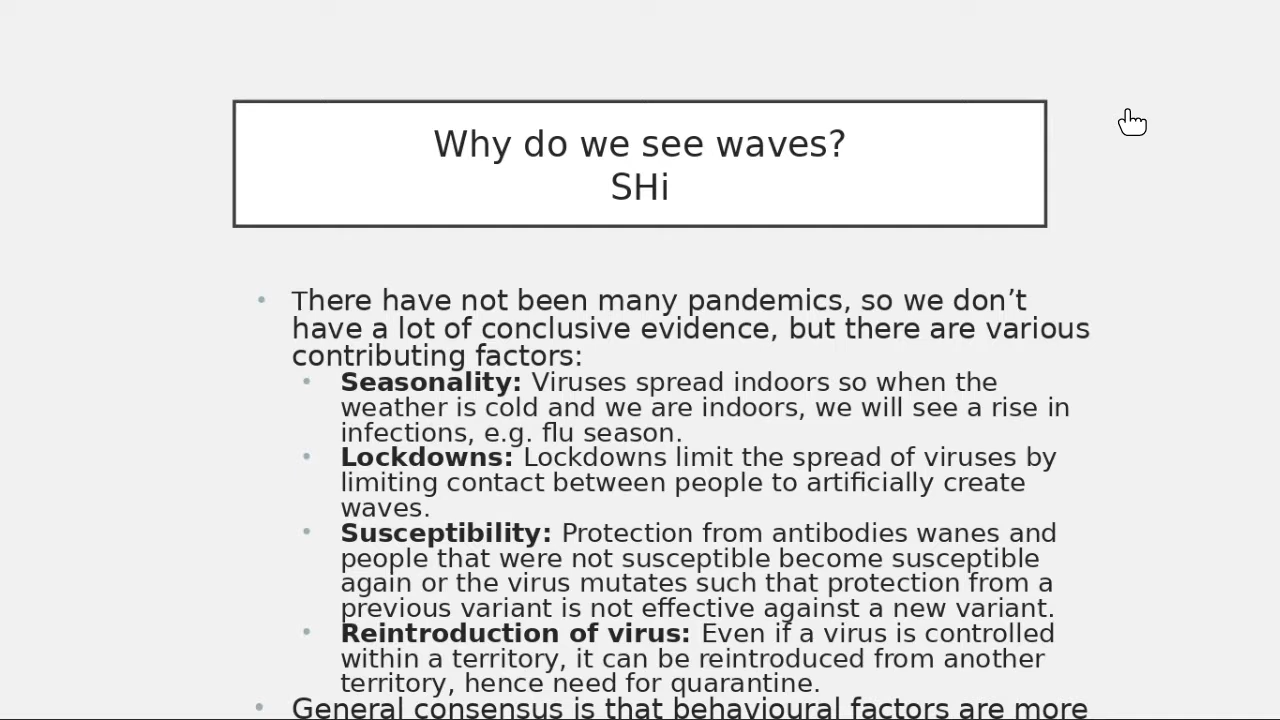 Why do we see waves?
SHi
• There have not been many pandemics, so we don’t
have a lot of conclusive evidence, but there are various
contributing factors:
• Seasonality: Viruses spread indoors so when the
weather is cold and we are indoors, we will see a rise in
infections, e.g. flu season.
• Lockdowns: Lockdowns limit the spread of viruses by
limiting contact between people to artificially create
waves.
• Susceptibility: Protection from antibodies wanes and
people that were not susceptible become susceptible
again or the virus mutates such that protection from a
previous variant is not effective against a new variant.
• Reintroduction of virus: Even if a virus is controlled
within a territory, it can be reintroduced from another
territory, hence need for quarantine.
• General consensus is that behavioural factors are more